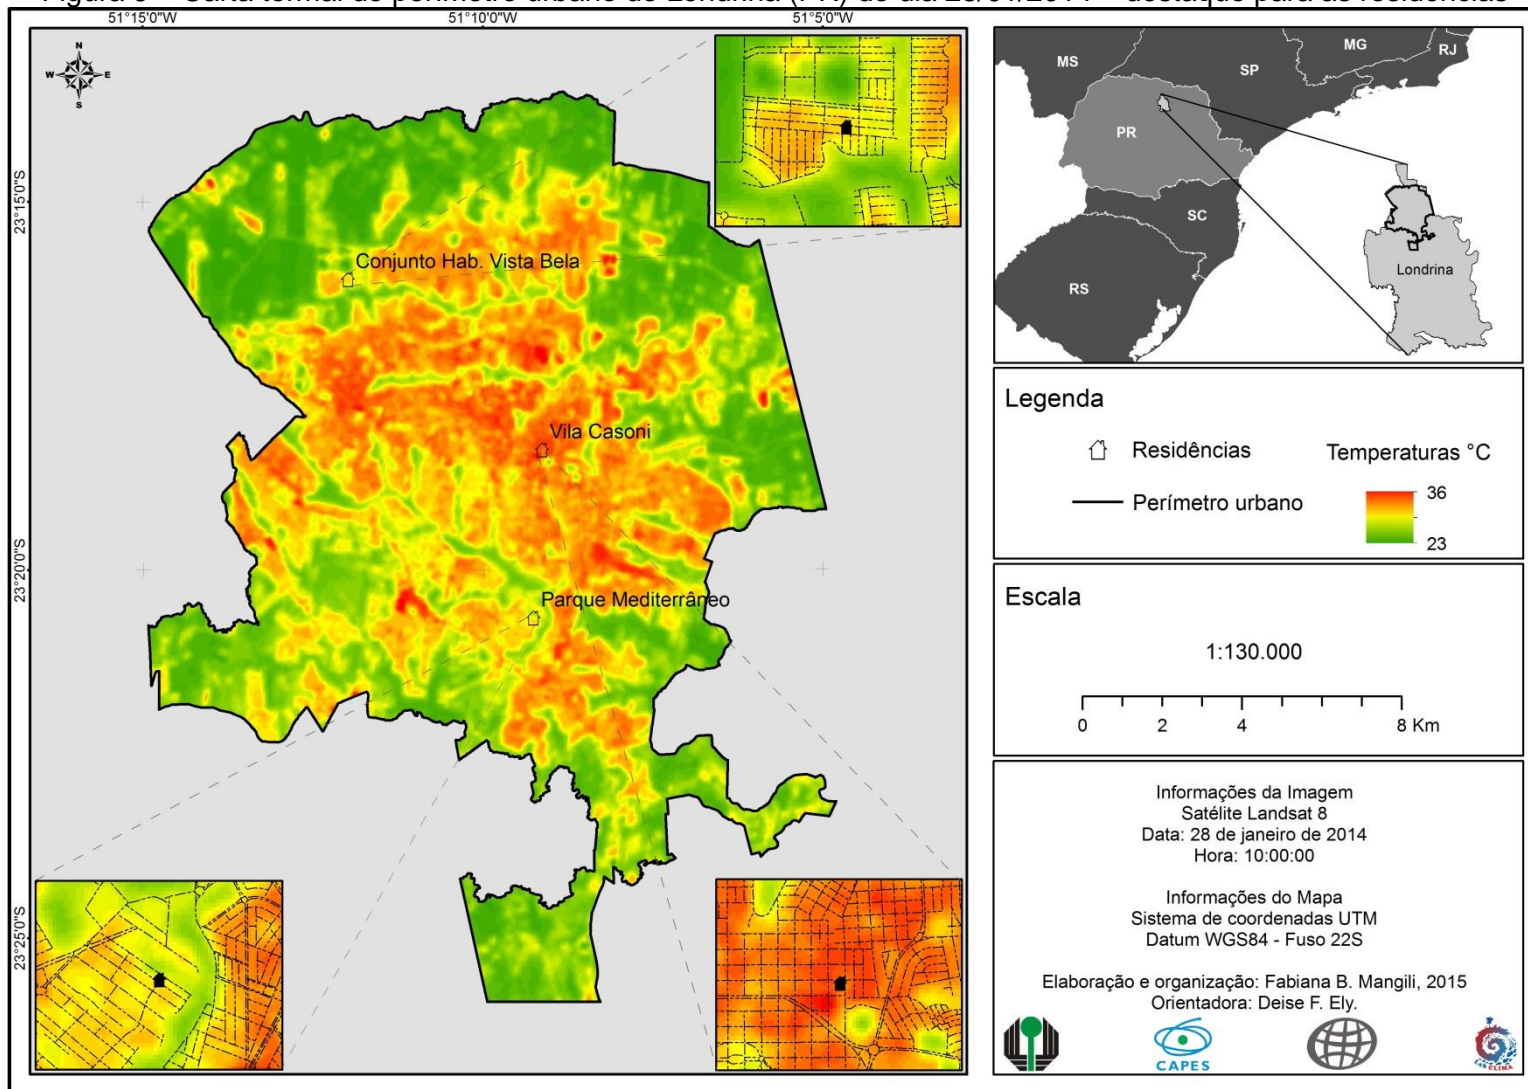 51°15'0"W
51°10'0"W
51°5'0"W
N
W
E
S
23°15'0"S
23°20'0"S
23°25'0"S
Conjunto Hab. Vista Bela
Vila Casoni
Parque Mediterrâneo
MS
MG
RJ
SP
PR
SC
RS
Londrina
Legenda
Residências
Perímetro urbano
Temperaturas °C
36
23
Escala
1:130.000
0 2 4 8 Km
Informações da Imagem
Satélite Landsat 8
Data: 28 de janeiro de 2014
Hora: 10:00:00
Informações do Mapa
Sistema de coordenadas UTM
Datum WGS84 - Fuso 22S
Elaboração e organização: Fabiana B. Mangili, 2015
Orientadora: Deise F. Ely.
CAPES
CLIMA